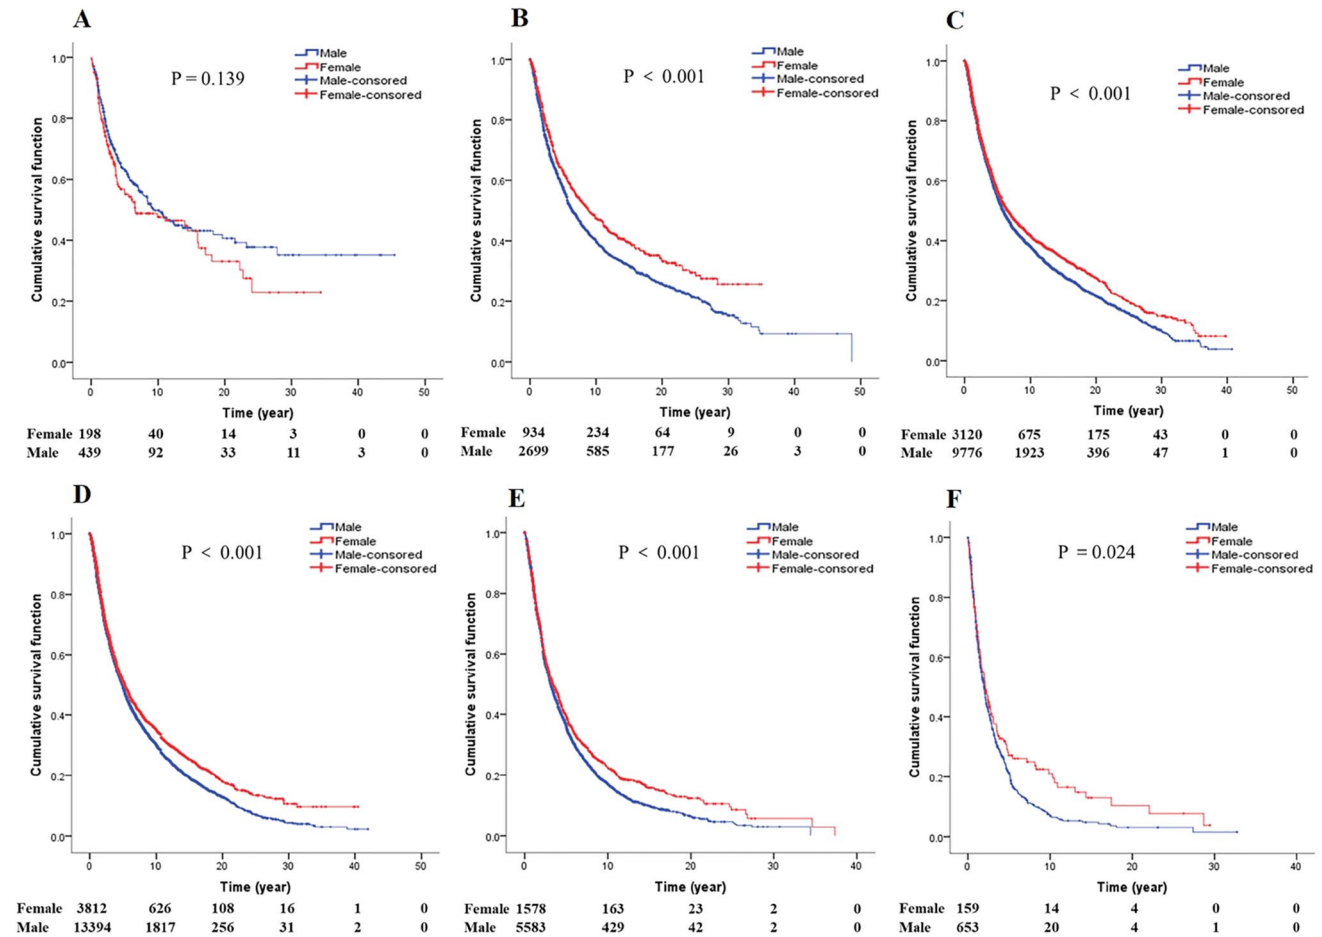 A
Male
Female
Male-consored
Female-consored
P = 0.139
Cumulative survival function
1.0
0.8
0.6
0.4
0.2
0.0
0 10 20 30 40 50
Time (year)
Female 198 40 14 3 0 0
Male 439 92 33 11 3 0
B
Male
Female
Male-consored
Female-consored
P < 0.001
Cumulative survival function
1.0
0.8
0.6
0.4
0.2
0.0
0 10 20 30 40 50
Time (year)
Female 934 234 64 9 0 0
Male 2699 585 177 26 3 0
C
Male
Female
Male-consored
Female-consored
P < 0.001
Cumulative survival function
1.0
0.8
0.6
0.4
0.2
0.0
0 10 20 30 40 50
Time (year)
Female 3120 675 175 43 0 0
Male 9776 1923 396 47 1 0
D
Male
Female
Male-consored
Female-consored
P < 0.001
Cumulative survival function
1.0
0.8
0.6
0.4
0.2
0.0
0 10 20 30 40 50
Time (year)
Female 3812 626 108 16 1 0
Male 13394 1817 256 31 2 0
E
Male
Female
Male-consored
Female-consored
P < 0.001
Cumulative survival function
1.0
0.8
0.6
0.4
0.2
0.0
0 10 20 30 40
Time (year)
Female 1578 163 23 2 0
Male 5583 429 42 2 0
F
Male
Female
Male-consored
Female-consored
P = 0.024
Cumulative survival function
1.0
0.8
0.6
0.4
0.2
0.0
0 10 20 30 40
Time (year)
Female 159 14 4 0 0
Male 653 20 4 1 0